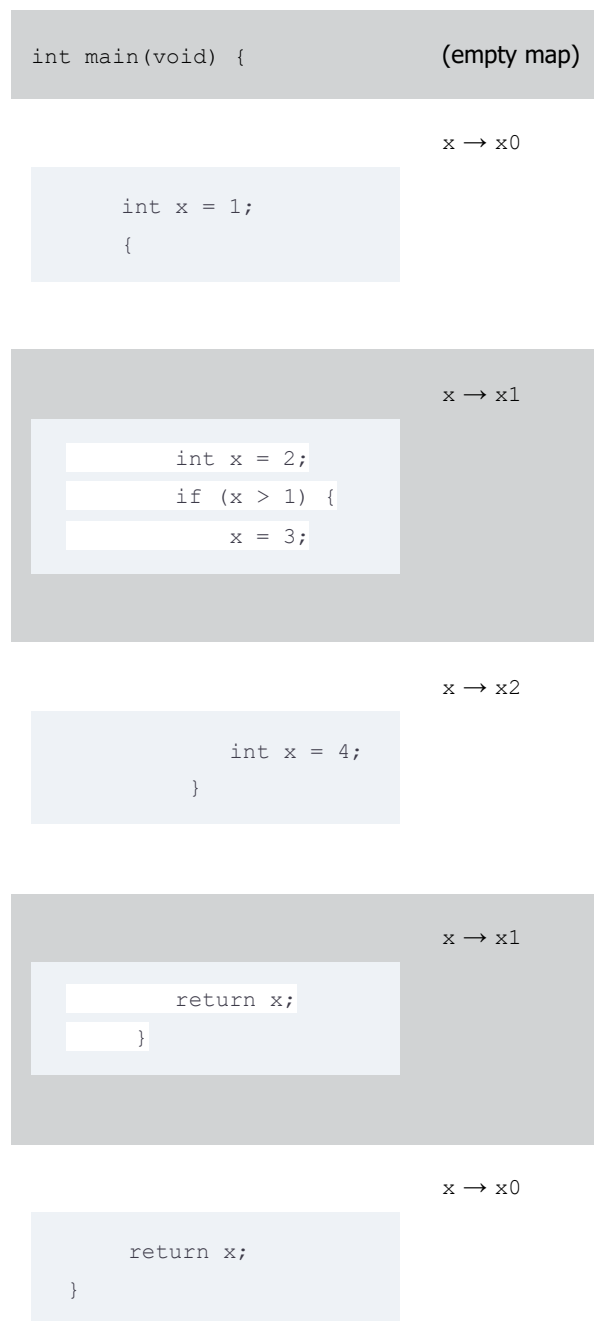 int main(void) { (empty map)
x → x0
int x = 1;
{
x → x1
int x = 2;
if (x > 1) {
x = 3;
x → x2
int x = 4;
}
x → x1
return x;
}
x → x0
return x;
}